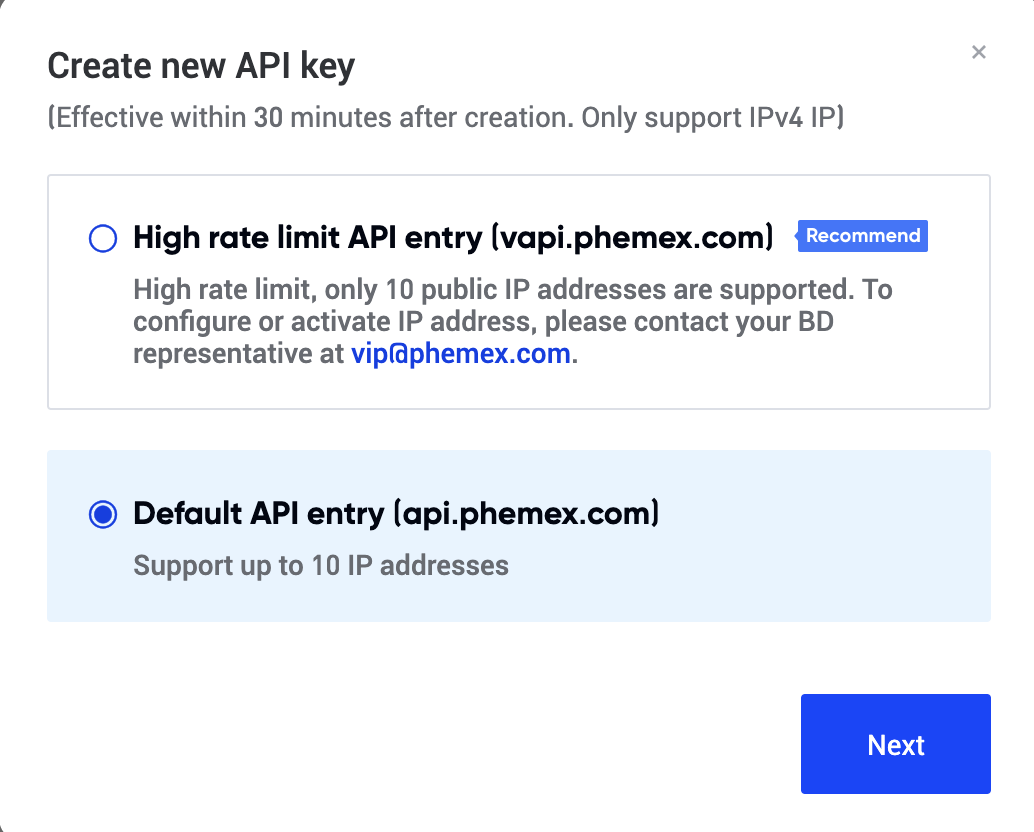 Create new API key
×
(Effective within 30 minutes after creation. Only support IPv4 IP)
High rate limit API entry (vapi.phemex.com) Recommend
High rate limit, only 10 public IP addresses are supported. To
configure or activate IP address, please contact your BD
representative at vip@phemex.com.
Default API entry (api.phemex.com)
Support up to 10 IP addresses
Next